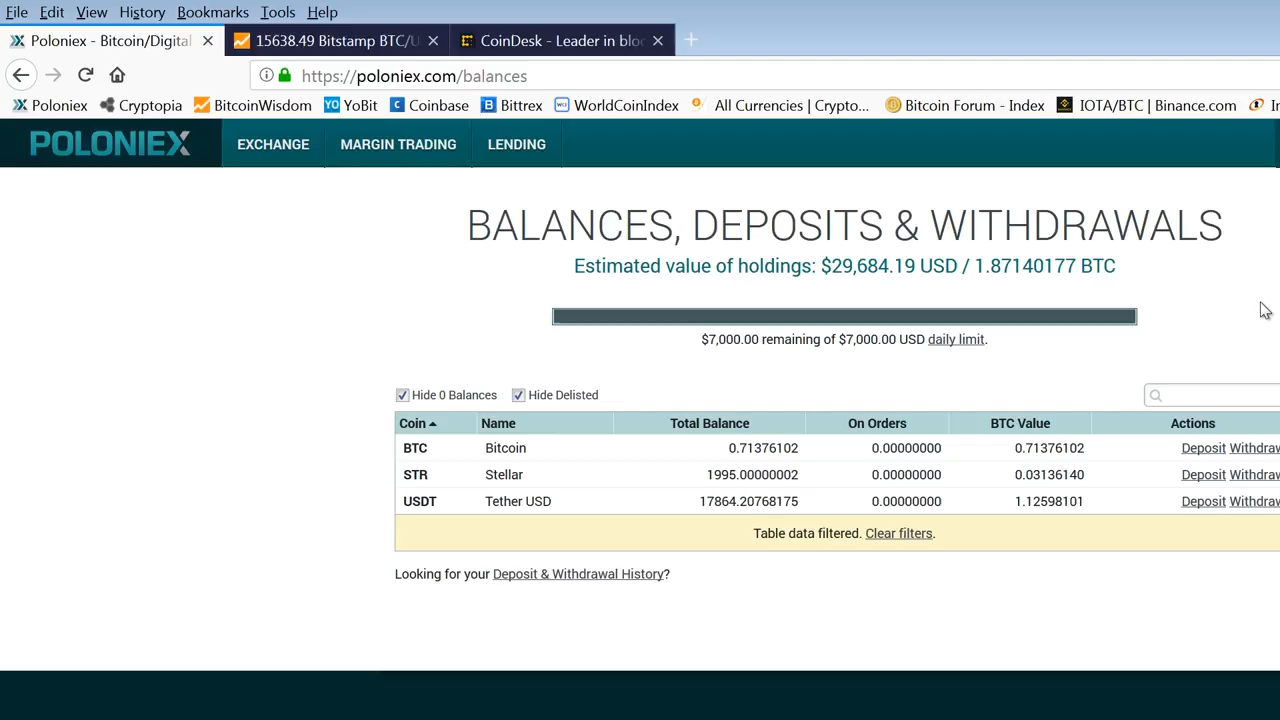 File Edit View History Bookmarks Tools Help
Poloniex - Bitcoin/Digital 15638.49 Bitstamp BTC/U CoinDesk - Leader in bloc
https://poloniex.com/balances
Poloniex Cryptopia BitcoinWisdom YoBit Coinbase Bittrex WorldCoinIndex All Currencies | Crypto... Bitcoin Forum - Index IOTA/BTC | Binance.com
POLONIEX EXCHANGE MARGIN TRADING LENDING
BALANCES, DEPOSITS & WITHDRAWALS
Estimated value of holdings: $29,684.19 USD / 1.87140177 BTC
$7,000.00 remaining of $7,000.00 USD daily limit.
Hide 0 Balances Hide Delisted
Coin Name Total Balance On Orders BTC Value Actions
BTC Bitcoin 0.71376102 0.00000000 0.71376102 Deposit Withdraw
STR Stellar 1995.00000002 0.00000000 0.03136140 Deposit Withdraw
USDT Tether USD 17864.20768175 0.00000000 1.12598101 Deposit Withdraw
Table data filtered. Clear filters.
Looking for your Deposit & Withdrawal History?